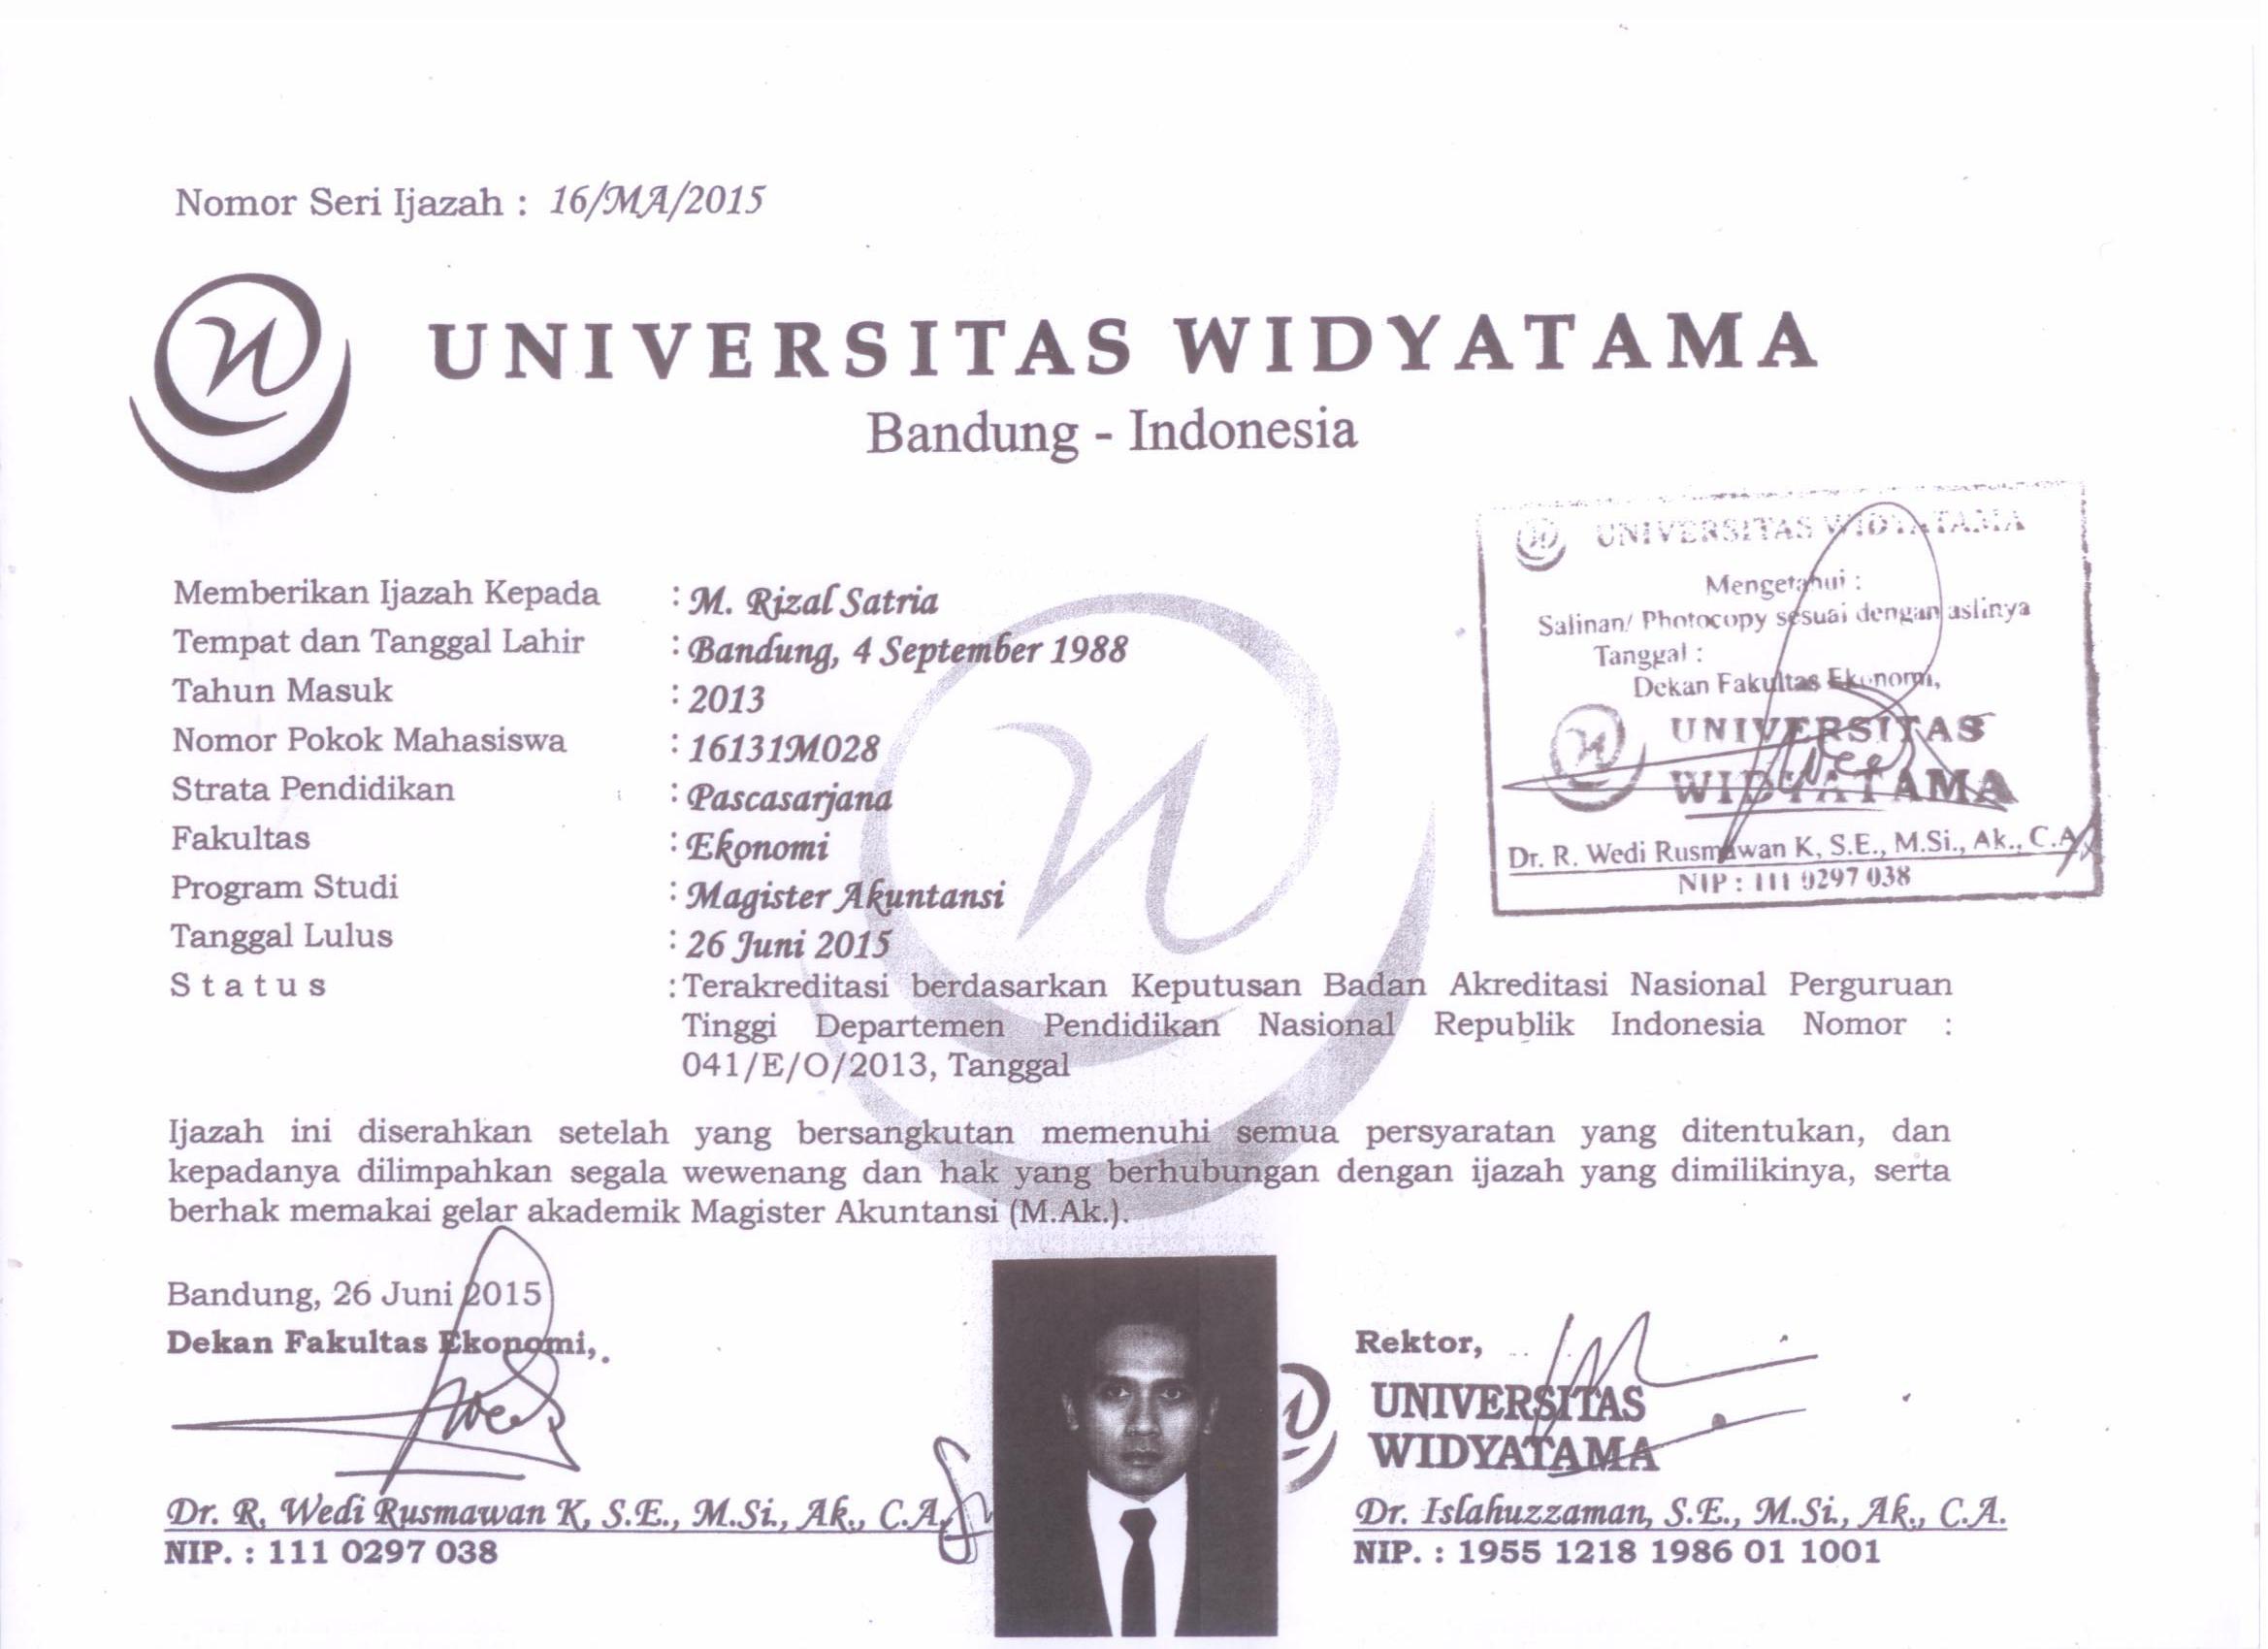 Nomor Seri Ijazah : 16/MA/2015
UNIVERSITAS WIDYATAMA
Bandung - Indonesia
Memberikan Ijazah Kepada : M. Rizal Satria
Tempat dan Tanggal Lahir : Bandung, 4 September 1988
Tahun Masuk : 2013
Nomor Pokok Mahasiswa : 16131M028
Strata Pendidikan : Pascasarjana
Fakultas : Ekonomi
Program Studi : Magister Akuntansi
Tanggal Lulus : 26 Juni 2015
Status : Terakreditasi berdasarkan Keputusan Badan Akreditasi Nasional Perguruan
Tinggi Departemen Pendidikan Nasional Republik Indonesia Nomor :
041/E/O/2013, Tanggal
UNIVERSITAS WIDYATAMA
Mengetahui :
Salinan/ Photocopy sesuai dengan aslinya
Tanggal :
Dekan Fakultas Ekonomi,
UNIVERSITAS
WIDYATAMA
Dr. R. Wedi Rusmawan K, S.E., M.Si., Ak., C.A
NIP : 111 0297 038
Ijazah ini diserahkan setelah yang bersangkutan memenuhi semua persyaratan yang ditentukan, dan
kepadanya dilimpahkan segala wewenang dan hak yang berhubungan dengan ijazah yang dimilikinya, serta
berhak memakai gelar akademik Magister Akuntansi (M.Ak.).
Bandung, 26 Juni 2015
Dekan Fakultas Ekonomi,
Dr. R. Wedi Rusmawan K, S.E., M.Si., Ak., C.A.
NIP. : 111 0297 038
Rektor,
UNIVERSITAS
WIDYATAMA
Dr. Islahuzzaman, S.E., M.Si., Ak., C.A.
NIP. : 1955 1218 1986 01 1001